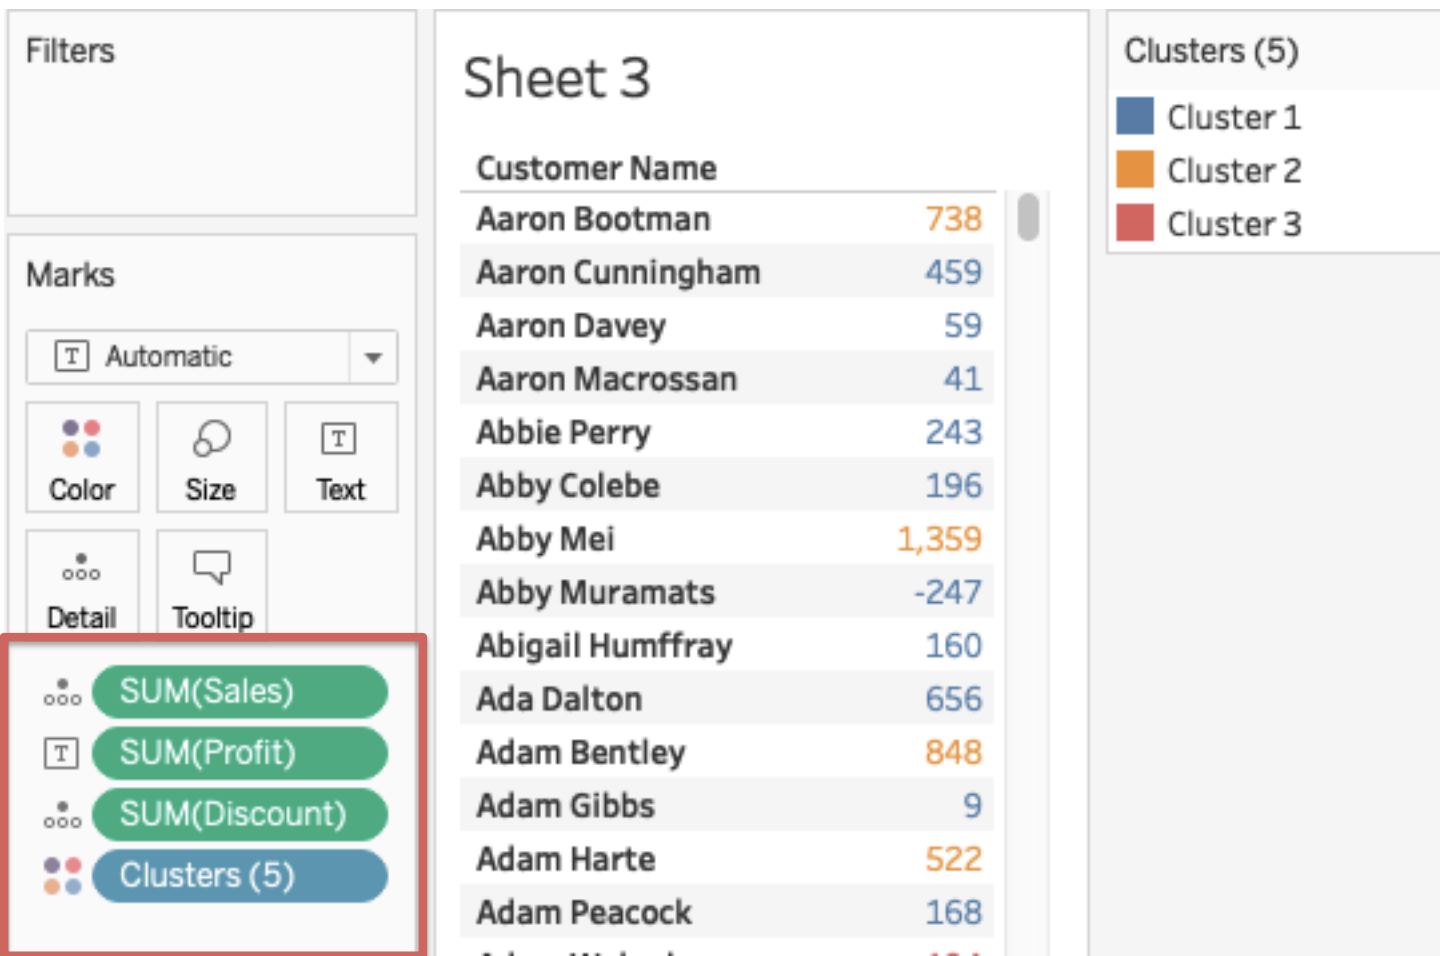 Filters
Marks
T Automatic
Color Size T Text
Detail Tooltip
SUM(Sales)
T SUM(Profit)
SUM(Discount)
Clusters (5)
Sheet 3
Customer Name
Aaron Bootman 738
Aaron Cunningham 459
Aaron Davey 59
Aaron Macrossan 41
Abbie Perry 243
Abby Colebe 196
Abby Mei 1,359
Abby Muramats -247
Abigail Humffray 160
Ada Dalton 656
Adam Bentley 848
Adam Gibbs 9
Adam Harte 522
Adam Peacock 168
Clusters (5)
Cluster 1
Cluster 2
Cluster 3